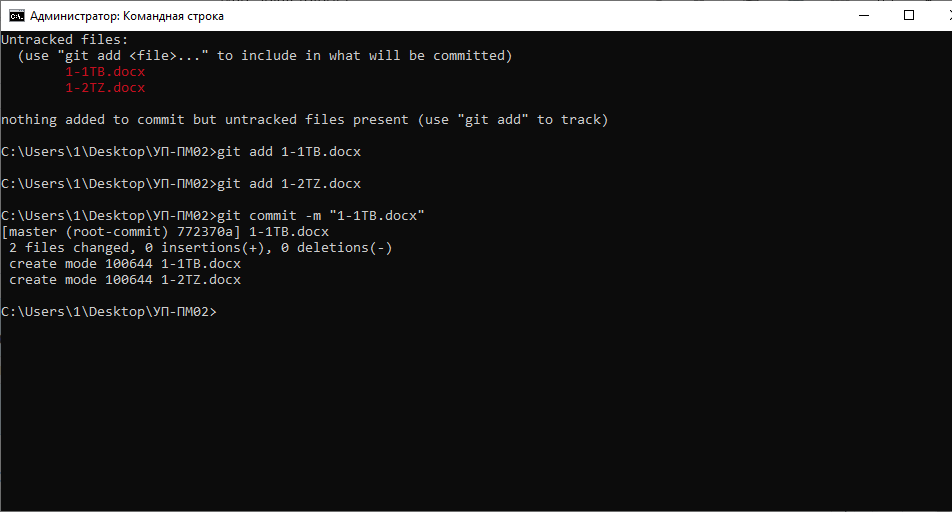 Администратор: Командная строка
Untracked files:
  (use "git add <file>..." to include in what will be committed)
        1-1TB.docx
        1-2TZ.docx
nothing added to commit but untracked files present (use "git add" to track)
C:\Users\1\Desktop\УП-ПМ02>git add 1-1TB.docx
C:\Users\1\Desktop\УП-ПМ02>git add 1-2TZ.docx
C:\Users\1\Desktop\УП-ПМ02>git commit -m "1-1TB.docx"
[master (root-commit) 772370a] 1-1TB.docx
 2 files changed, 0 insertions(+), 0 deletions(-)
 create mode 100644 1-1TB.docx
 create mode 100644 1-2TZ.docx
C:\Users\1\Desktop\УП-ПМ02>